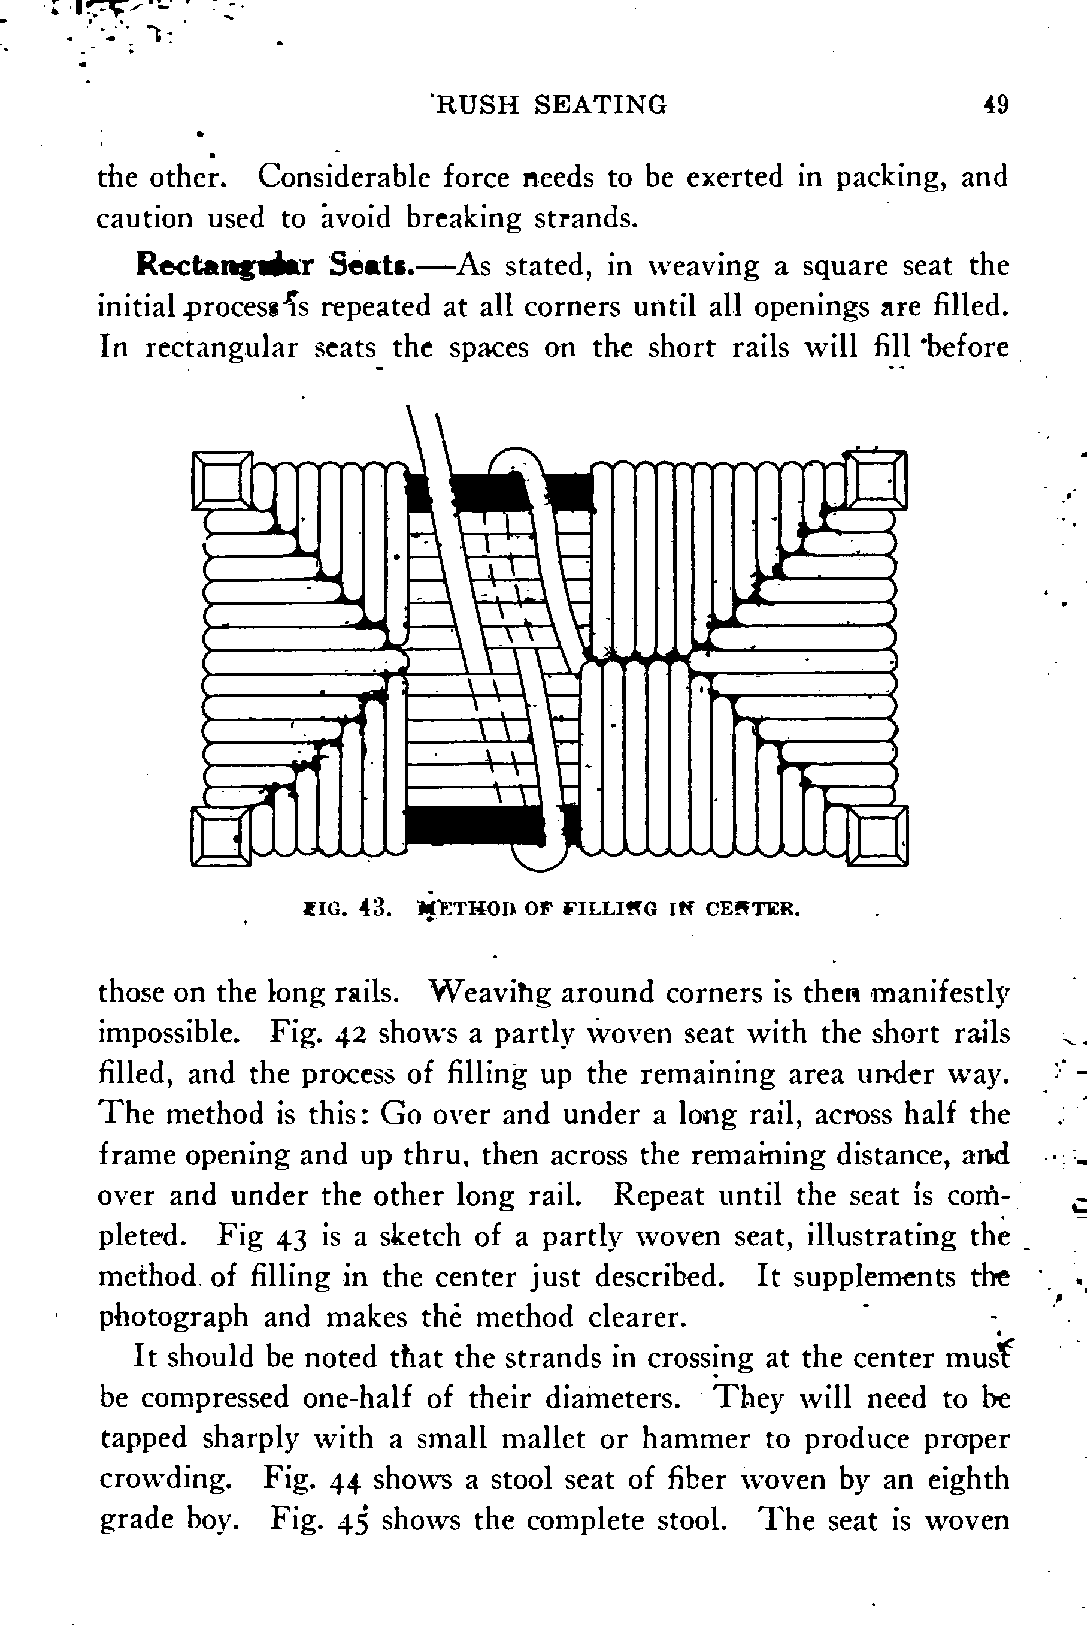 RUSH SEATING 49
the other. Considerable force needs to be exerted in packing, and
caution used to avoid breaking strands.
Rectangular Seats.—As stated, in weaving a square seat the
initial process is repeated at all corners until all openings are filled.
In rectangular seats the spaces on the short rails will fill before
FIG. 43. METHOD OF FILLING IN CENTER.
those on the long rails. Weaving around corners is then manifestly
impossible. Fig. 42 shows a partly woven seat with the short rails
filled, and the process of filling up the remaining area under way.
The method is this: Go over and under a long rail, across half the
frame opening and up thru, then across the remaining distance, and
over and under the other long rail. Repeat until the seat is com-
pleted. Fig 43 is a sketch of a partly woven seat, illustrating the
method of filling in the center just described. It supplements the
photograph and makes the method clearer.
It should be noted that the strands in crossing at the center must
be compressed one-half of their diameters. They will need to be
tapped sharply with a small mallet or hammer to produce proper
crowding. Fig. 44 shows a stool seat of fiber woven by an eighth
grade boy. Fig. 45 shows the complete stool. The seat is woven